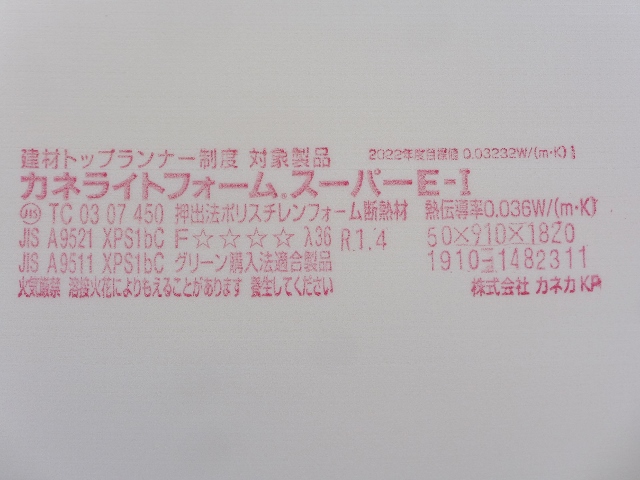 建材トップランナー制度 対象製品 2022年度目標値 0.03232W/(m・K)
カネライトフォーム®スーパーE-I
JIS TC 03 07 450 押出法ポリスチレンフォーム断熱材 熱伝導率0.036W/(m・K)
JIS A9521 XPS1bC F☆☆☆☆ λ36 R1.4 50×910×1820
JIS A9511 XPS1bC グリーン購入法適合製品 1910 1482311
火気厳禁 溶接火花によりもえることがあります 養生してください 株式会社 カネカ KP